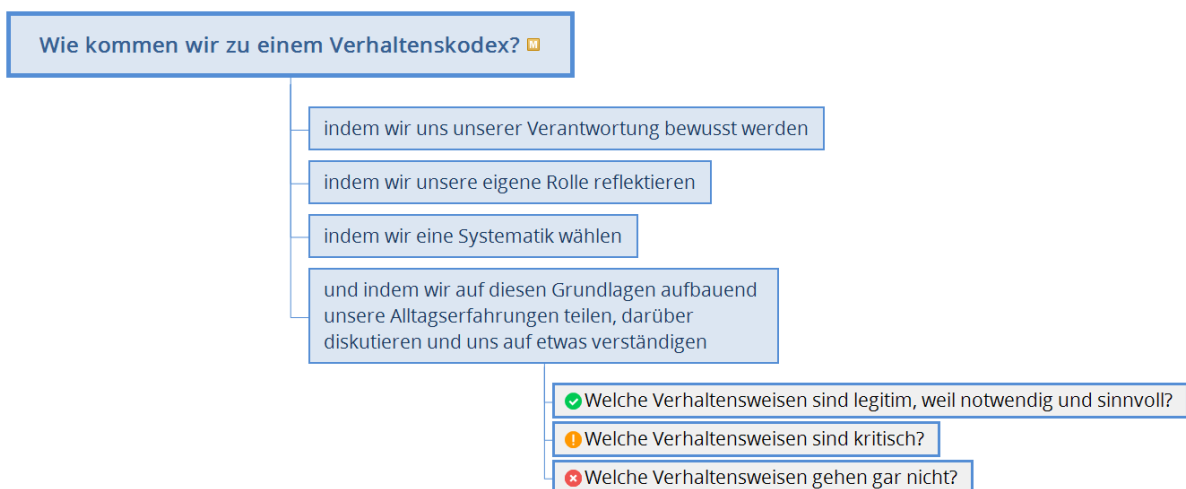 Wie kommen wir zu einem Verhaltenskodex? M
indem wir uns unserer Verantwortung bewusst werden
indem wir unsere eigene Rolle reflektieren
indem wir eine Systematik wählen
und indem wir auf diesen Grundlagen aufbauend
unsere Alltagserfahrungen teilen, darüber
diskutieren und uns auf etwas verständigen
Welche Verhaltensweisen sind legitim, weil notwendig und sinnvoll?
Welche Verhaltensweisen sind kritisch?
Welche Verhaltensweisen gehen gar nicht?